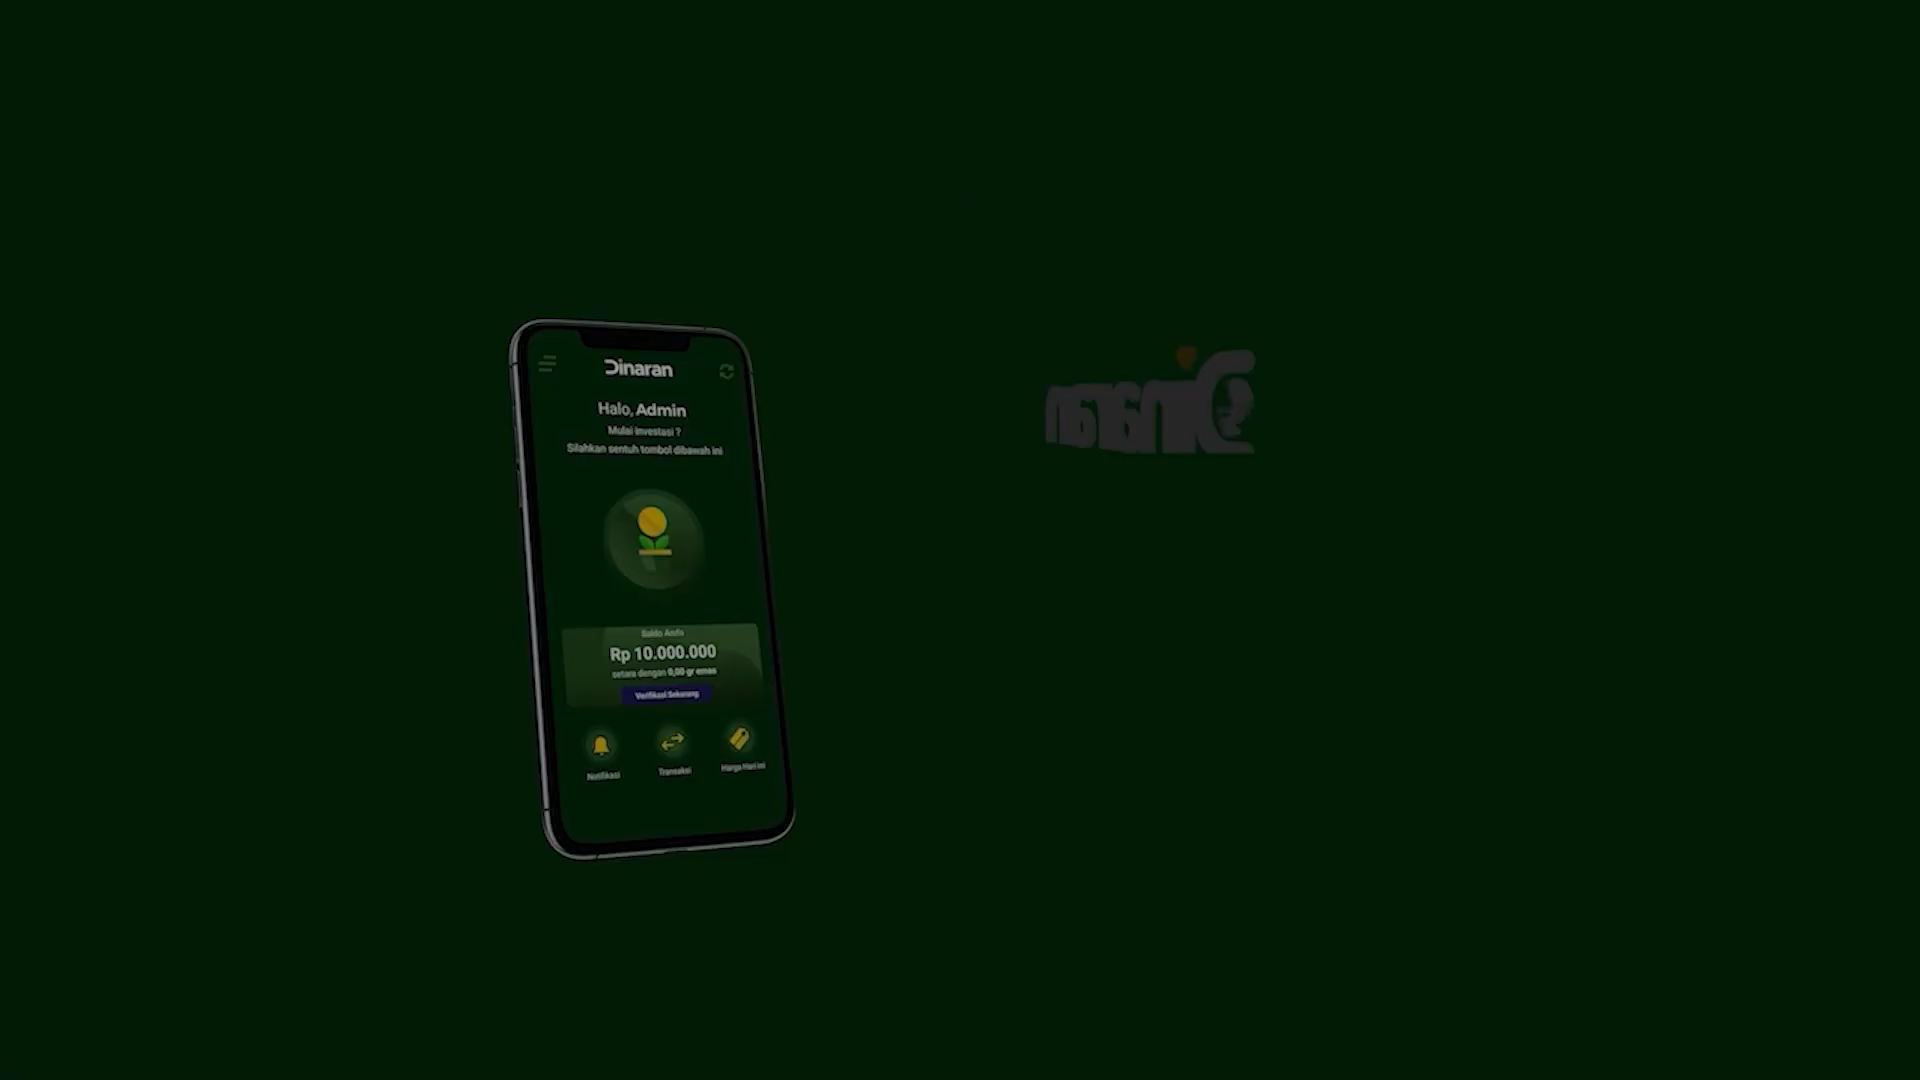 Dinaran
Halo, Admin
Mulai investasi ?
Silahkan sentuh tombol dibawah ini
Saldo Anda
Rp 10.000.000
setara dengan 0,00 gr emas
Verifikasi Sekarang
Notifikasi
Transaksi
Harga Hari ini
Dinaran